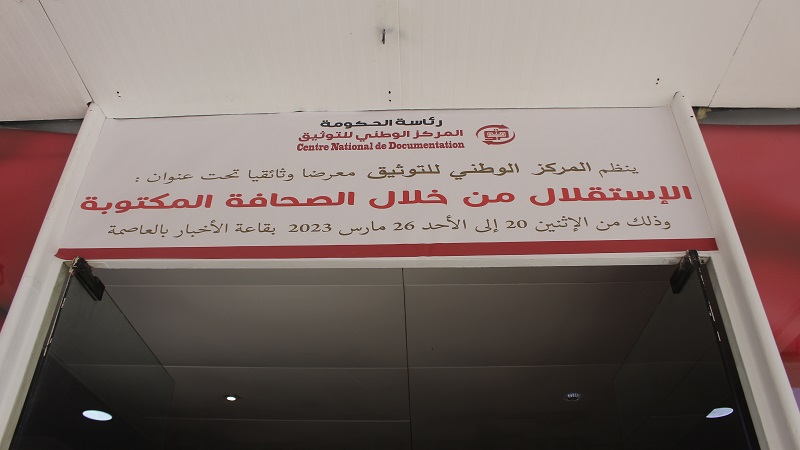 رئاسة الحكومة
المركز الوطني للتوثيق
Centre National de Documentation
ينظم المركز الوطني للتوثيق معرضا وثائقيا تحت عنوان :
الإستقلال من خلال الصحافة المكتوبة
وذلك من الإثنين 20 إلى الأحد 26 مارس 2023 بقاعة الأخبار بالعاصمة